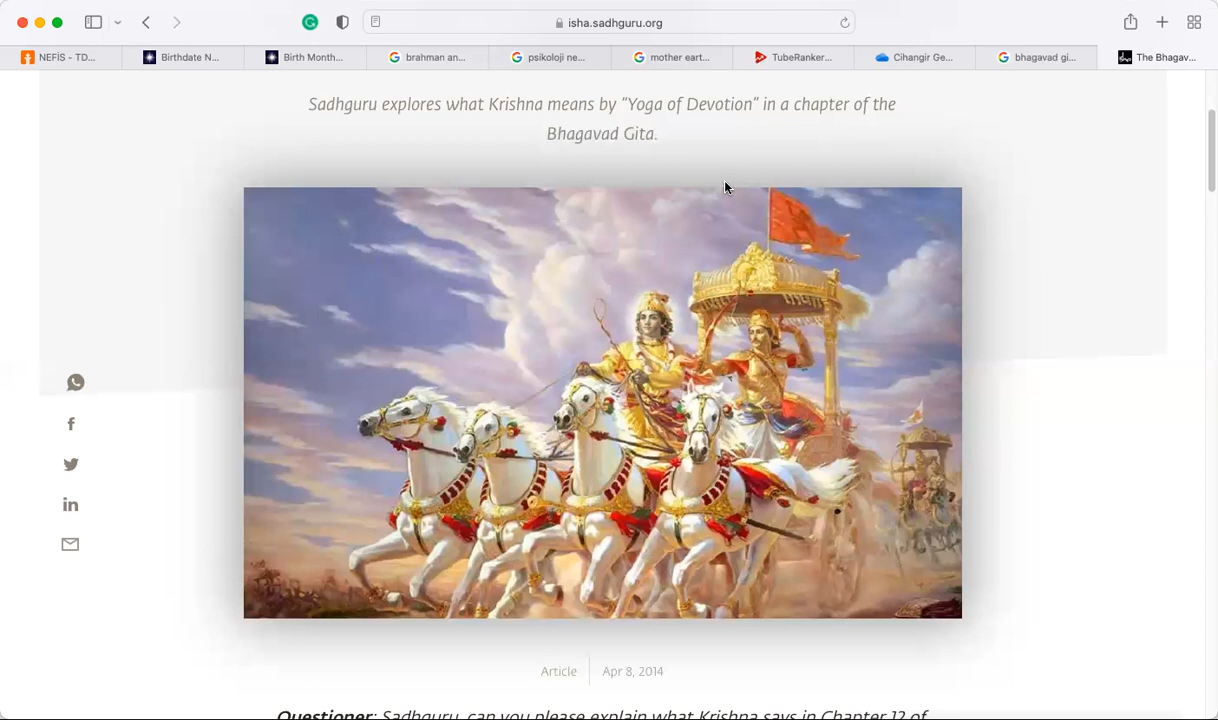 isha.sadhguru.org
NEFİS - TD...
Birthdate N...
Birth Month...
brahman an...
psikoloji ne...
mother eart...
TubeRanker...
Cihangir Ge...
bhagavad gi...
The Bhagav...
Sadhguru explores what Krishna means by “Yoga of Devotion” in a chapter of the
Bhagavad Gita.
Article
Apr 8, 2014
Questioner: Sadhguru, can you please explain what Krishna says in Chapter 12 of